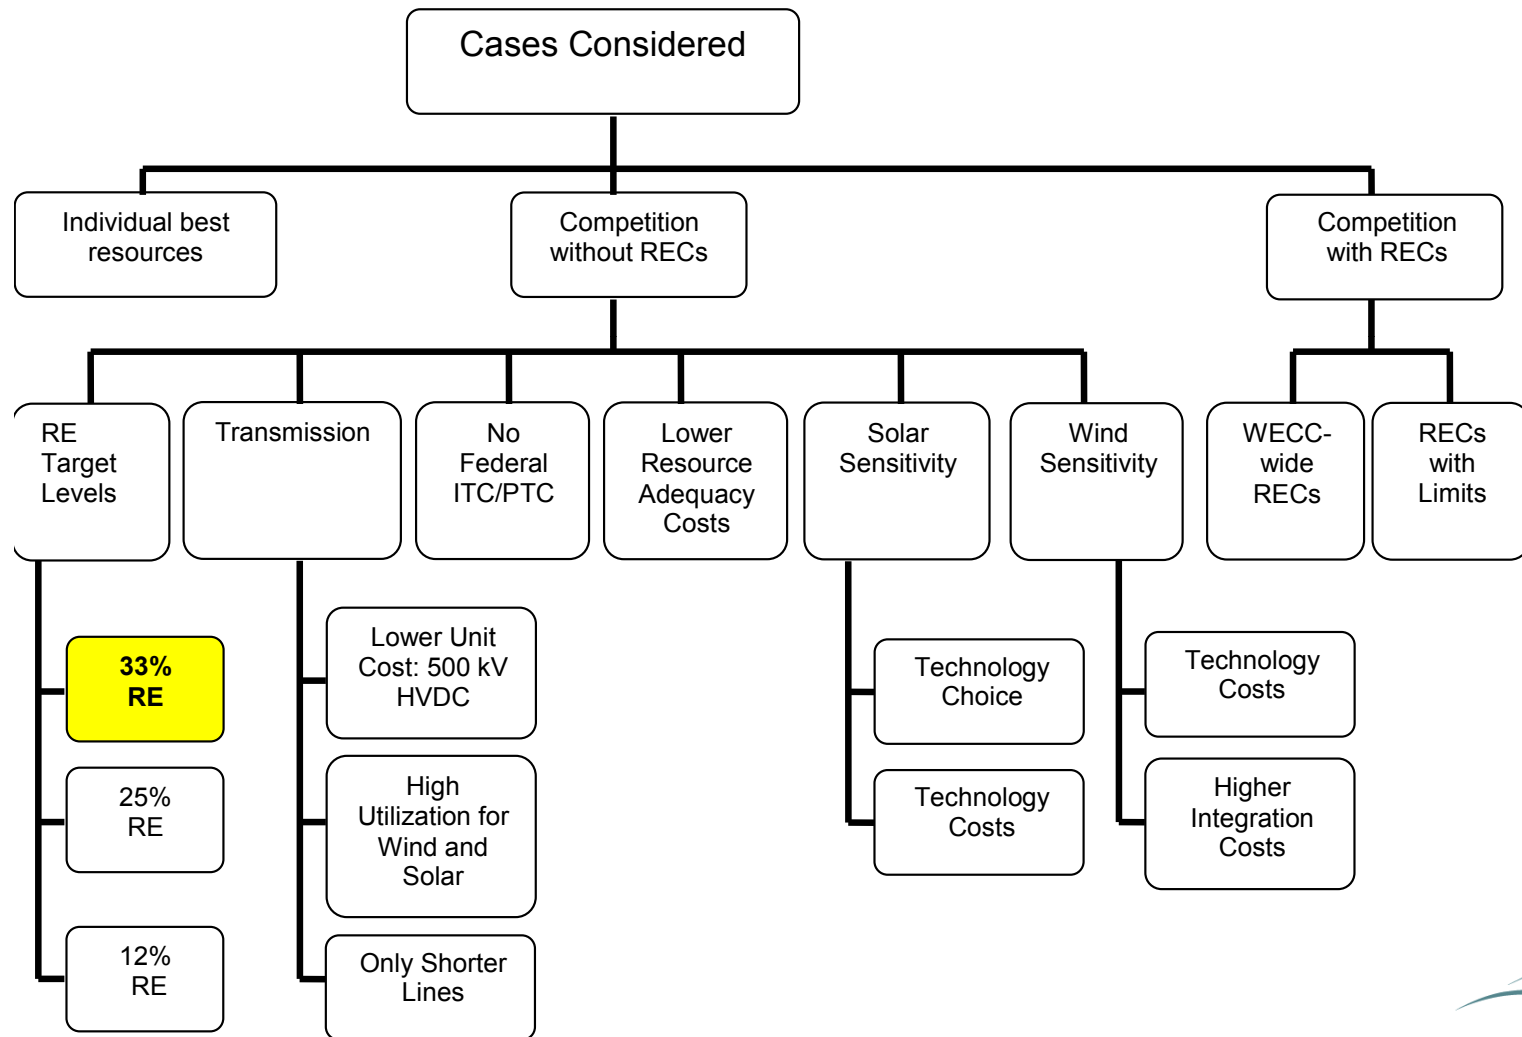 Cases Considered
Individual best
resources
Competition
without RECs
Competition
with RECs
RE
Target
Levels
Transmission
No
Federal
ITC/PTC
Lower
Resource
Adequacy
Costs
Solar
Sensitivity
Wind
Sensitivity
WECC-
wide
RECs
RECs
with
Limits
33%
RE
25%
RE
12%
RE
Lower Unit
Cost: 500 kV
HVDC
High
Utilization for
Wind and
Solar
Only Shorter
Lines
Technology
Choice
Technology
Costs
Technology
Costs
Higher
Integration
Costs